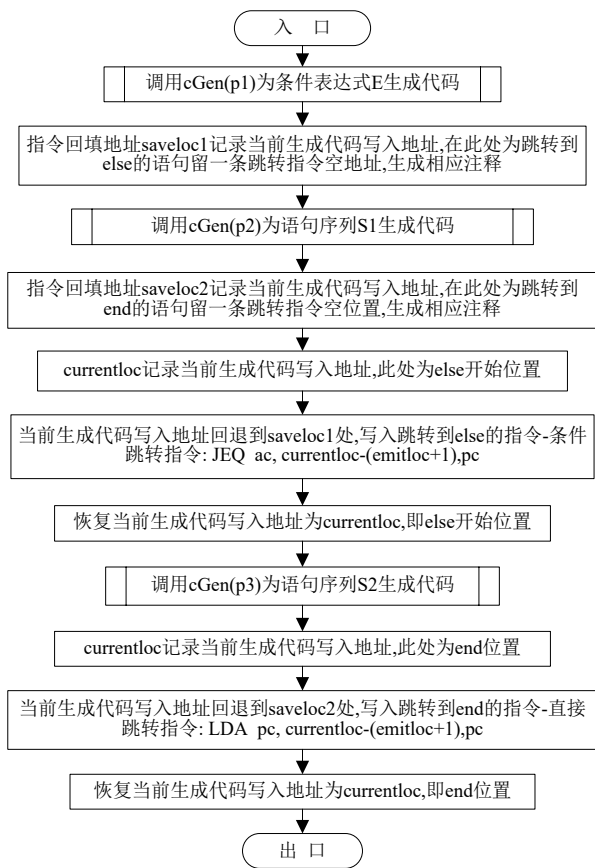 入 口
调用cGen(p1)为条件表达式E生成代码
指令回填地址saveloc1记录当前生成代码写入地址,在此处为跳转到
else的语句留一条跳转指令空地址,生成相应注释
调用cGen(p2)为语句序列S1生成代码
指令回填地址saveloc2记录当前生成代码写入地址,在此处为跳转到
end的语句留一条跳转指令空位置,生成相应注释
currentloc记录当前生成代码写入地址,此处为else开始位置
当前生成代码写入地址回退到saveloc1处,写入跳转到else的指令-条件
跳转指令: JEQ ac, currentloc-(emitloc+1),pc
恢复当前生成代码写入地址为currentloc,即else开始位置
调用cGen(p3)为语句序列S2生成代码
currentloc记录当前生成代码写入地址,此处为end位置
当前生成代码写入地址回退到saveloc2处,写入跳转到end的指令-直接
跳转指令: LDA pc, currentloc-(emitloc+1),pc
恢复当前生成代码写入地址为currentloc,即end位置
出 口